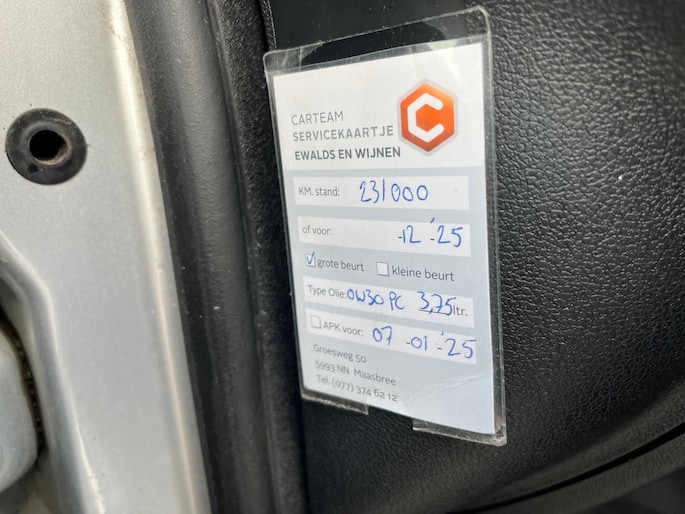 CARTEAM
SERVICEKAARTJE
EWALDS EN WIJNEN
C
KM. stand: 231000
of voor: -12-'25
grote beurt kleine beurt
Type Olie: 0W30 PC 3,75 ltr.
APK voor: 07-01-'25
Groesweg 50
5993 NN Maasbree
Tel. (077) 374 62 12